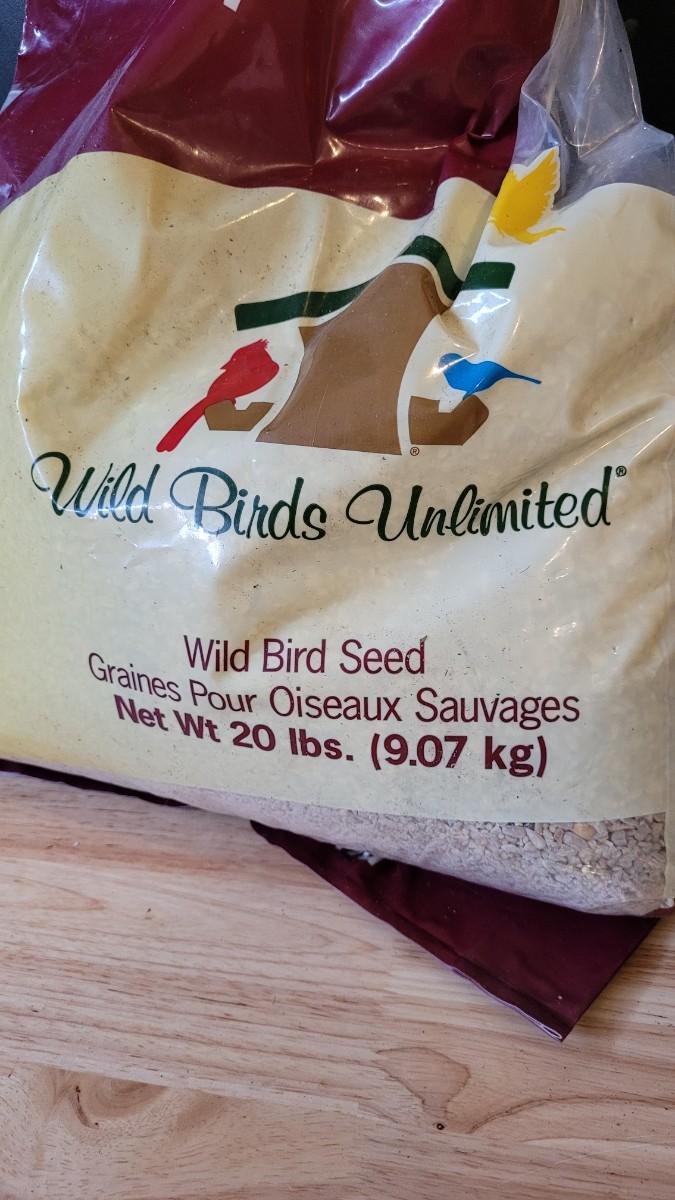 ®
Wild Birds Unlimited®
Wild Bird Seed
Graines Pour Oiseaux Sauvages
Net Wt 20 lbs. (9.07 kg)